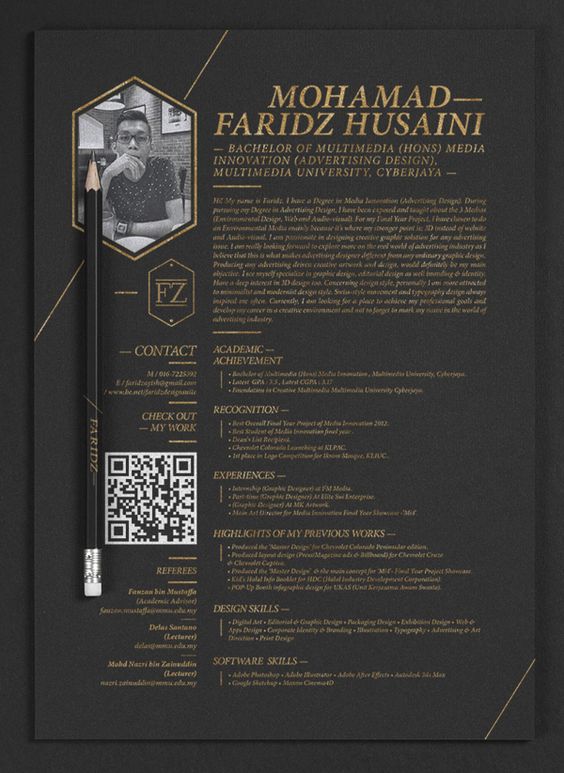 MOHAMAD—
FARIDZ HUSAINI
— BACHELOR OF MULTIMEDIA (HONS) MEDIA
INNOVATION (ADVERTISING DESIGN),
MULTIMEDIA UNIVERSITY, CYBERJAYA —
Hi! My name is Faridz. I have a Degree in Media Innovation (Advertising Design). During
pursuing my Degree in Advertising Design, I have been exposed and taught about the 3 Medias
(Environmental Design, Web and Audio-visual). For my Final Year Project, I have chosen to do
an Environmental Media mainly because it's where my stronger point is; 3D instead of website
and Audio-visual. I am passionate in designing creative graphic solution for any advertising
issue. I am really looking forward to explore more on the real world of advertising industry as I
believe that this is what makes advertising designer different from any ordinary graphic design.
Producing any advertising driven creative artwork and design, would definitely be my main
objective. I see myself specialize in graphic design, editorial design as well branding & identity.
Have a deep interest in 3D design too. Concerning design style, personally I am more attracted
to minimalist and modernist design style. Swiss-style movement and typography design always
inspired me often. Currently, I am looking for a place to achieve my professional goals and
develop my career in a creative environment and not to forget to mark my name in the world of
advertising industry.
FZ
— CONTACT
M / 016-7225392
E / faridzqyish@gmail.com
/ www.be.net/faridzdesignsuite
CHECK OUT
— MY WORK
FARIDZ—
REFEREES
Fauzan bin Mustaffa
(Academic Advisor)
fauzan.mustaffa@mmu.edu.my
Delas Santano
(Lecturer)
delas@mmu.edu.my
Mohd Nazri bin Zainuddin
(Lecturer)
nazri.zainuddin@mmu.edu.my
ACADEMIC —
ACHIEVEMENT
• Bachelor of Multimedia (Hons) Media Innovation, Multimedia University, Cyberjaya.
• Latest GPA : 3.5 , Latest CGPA : 3.17
• Foundation in Creative Multimedia Multimedia University Cyberjaya.
RECOGNITION —
• Best Overall Final Year Project of Media Innovation 2012.
• Best Student of Media Innovation final year.
• Dean's List Recipient.
• Chevrolet Colorado Launching at KLPAC.
• 1st place in Logo Competition for Ikram Mosque, KLIUC.
EXPERIENCES —
• Internship (Graphic Designer) at FM Media.
• Part-time (Graphic Designer) At Elite Sui Enterprise.
• (Graphic Designer) At MK Artwork.
• Main Art Director for Media Innovation Final Year Showcase
HIGHLIGHTS OF MY PREVIOUS WORKS —
• Produced the 'Master Design' for Chevrolet Colorado Peninsular edition.
• Produced layout design (Press/Magazine ads & Billboard) for Chevrolet Cruze
& Chevrolet Captiva.
• Produced the 'Master Design' & the main concept for Final Year Project Showcase.
• Kid's Halal Info Booklet for HDC (Halal Industry Development Corporation).
• POP-Up Booth infographic design for UKAS (Unit Kerjasama Awam Swasta).
DESIGN SKILLS —
• Digital Art • Editorial & Graphic Design • Packaging Design • Exhibition Design • Web &
Apps Design • Corporate Identity & Branding • Illustration • Typography • Advertising & Art
Direction • Print Design
SOFTWARE SKILLS —
• Adobe Photoshop • Adobe Illustrator • Adobe After Effects • Autodesk 3ds Max
• Google Sketchup • Maxon Cinema4D